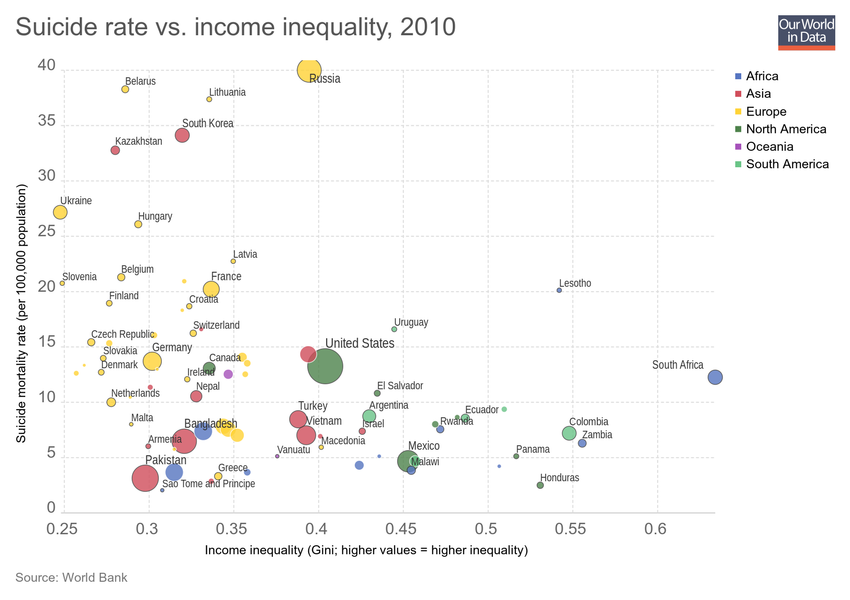 Suicide rate vs. income inequality, 2010
Our World
in Data
Africa
Asia
Europe
North America
Oceania
South America
Suicide mortality rate (per 100,000 population)
40
35
30
25
20
15
10
5
0
Russia
Belarus
Lithuania
South Korea
Kazakhstan
Ukraine
Hungary
Latvia
Belgium
Slovenia
France
Lesotho
Finland
Croatia
Switzerland
Uruguay
Czech Republic
United States
Slovakia
Germany
Canada
South Africa
Denmark
Ireland
El Salvador
Netherlands
Nepal
Turkey
Argentina
Ecuador
Malta
Bangladesh
Vietnam
Israel
Rwanda
Colombia
Armenia
Macedonia
Zambia
Pakistan
Vanuatu
Mexico
Panama
Greece
Malawi
Sao Tome and Principe
Honduras
0.25
0.3
0.35
0.4
0.45
0.5
0.55
0.6
Income inequality (Gini; higher values = higher inequality)
Source: World Bank